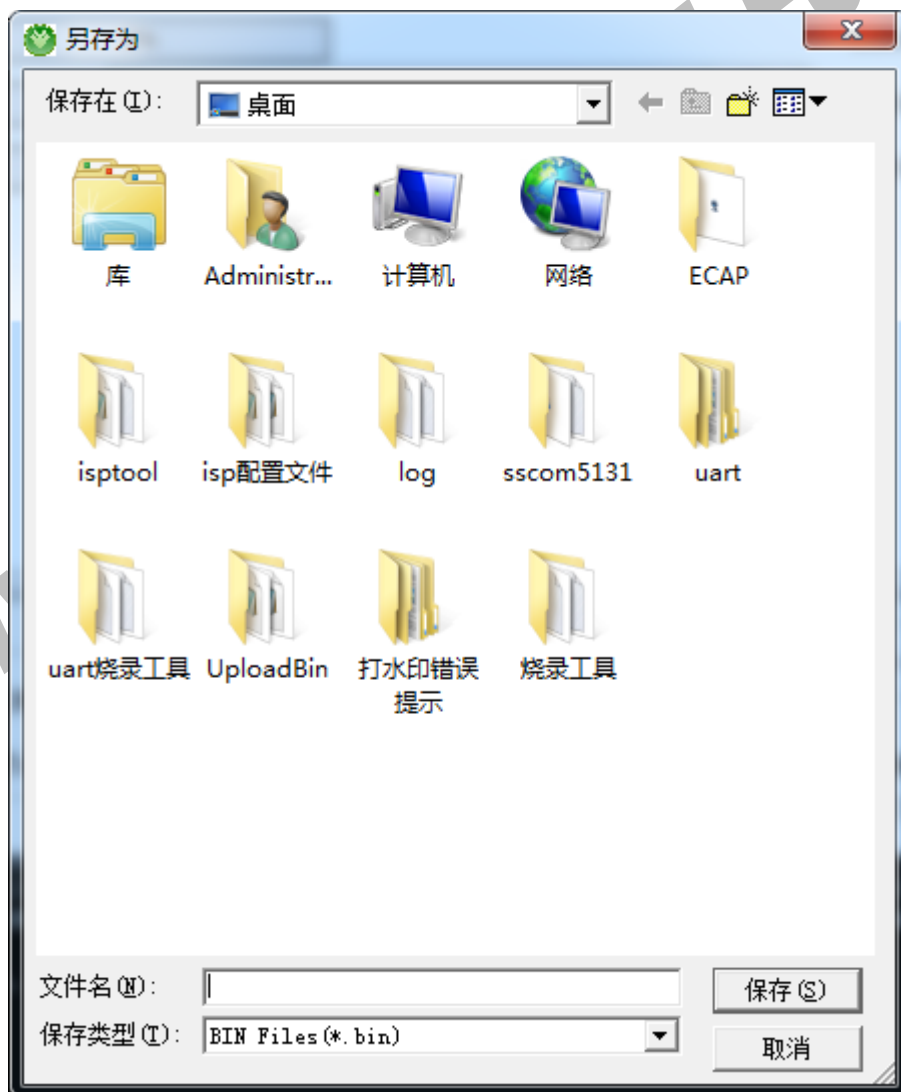 另存为
保存在(I):
桌面
库
Administr...
计算机
网络
ECAP
isptool
isp配置文件
log
sscom5131
uart
uart烧录工具
UploadBin
打水印错误
提示
烧录工具
文件名(N):
保存(S)
保存类型(T):
BIN Files(*.bin)
取消